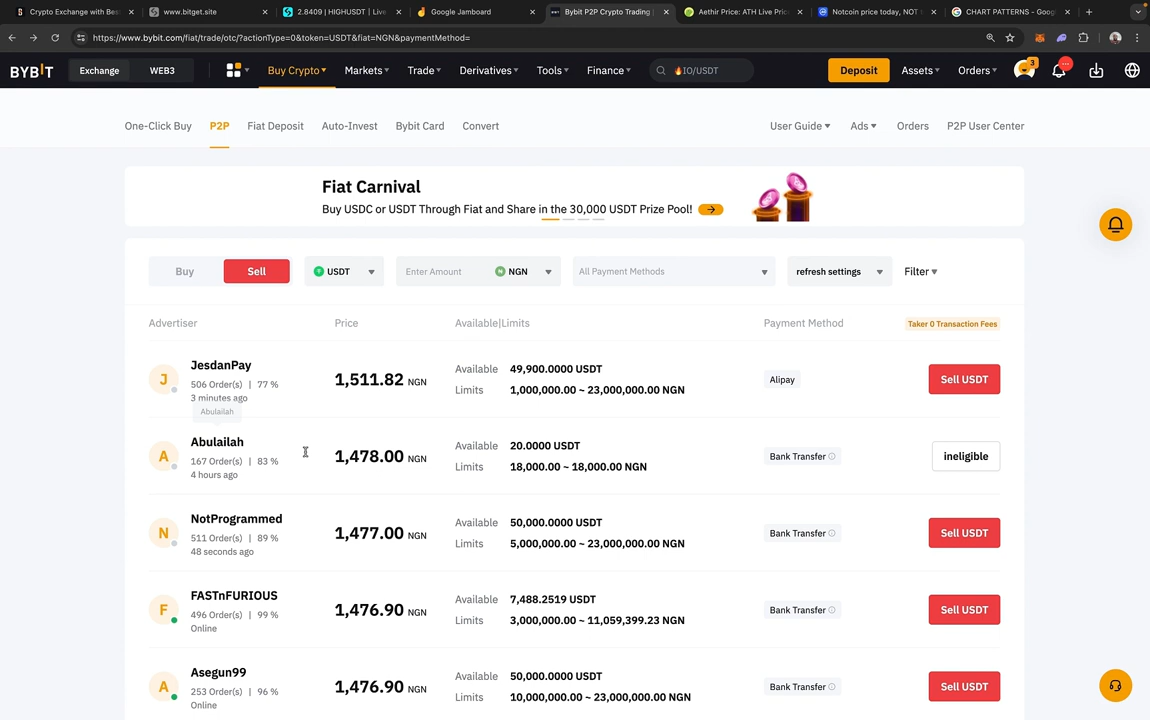 Crypto Exchange with Be
www.bitget.site
2.8409 | HIGHUSDT | Live
Google Jamboard
Bybit P2P Crypto Trading
Aethir Price: ATH Live Pric
Notcoin price today, NOT
CHART PATTERNS - Goog
https://www.bybit.com/fiat/trade/otc/?actionType=0&token=USDT&fiat=NGN&paymentMethod=
BYBIT
Exchange
WEB3
Buy Crypto
Markets
Trade
Derivatives
Tools
Finance
IO/USDT
Deposit
Assets
Orders
3
One-Click Buy
P2P
Fiat Deposit
Auto-Invest
Bybit Card
Convert
User Guide
Ads
Orders
P2P User Center
Fiat Carnival
Buy USDC or USDT Through Fiat and Share in the 30,000 USDT Prize Pool!
Buy
Sell
USDT
Enter Amount
NGN
All Payment Methods
refresh settings
Filter
Advertiser
Price
Available|Limits
Payment Method
Taker 0 Transaction Fees
J
JesdanPay
506 Order(s) | 77 %
3 minutes ago
1,511.82 NGN
Available 49,900.0000 USDT
Limits 1,000,000.00 ~ 23,000,000.00 NGN
Alipay
Sell USDT
Abulailah
A
Abulailah
167 Order(s) | 83 %
4 hours ago
1,478.00 NGN
Available 20.0000 USDT
Limits 18,000.00 ~ 18,000.00 NGN
Bank Transfer
ineligible
N
NotProgrammed
511 Order(s) | 89 %
48 seconds ago
1,477.00 NGN
Available 50,000.0000 USDT
Limits 5,000,000.00 ~ 23,000,000.00 NGN
Bank Transfer
Sell USDT
F
FASTnFURIOUS
496 Order(s) | 99 %
Online
1,476.90 NGN
Available 7,488.2519 USDT
Limits 3,000,000.00 ~ 11,059,399.23 NGN
Bank Transfer
Sell USDT
A
Asegun99
253 Order(s) | 96 %
Online
1,476.90 NGN
Available 50,000.0000 USDT
Limits 10,000,000.00 ~ 23,000,000.00 NGN
Bank Transfer
Sell USDT